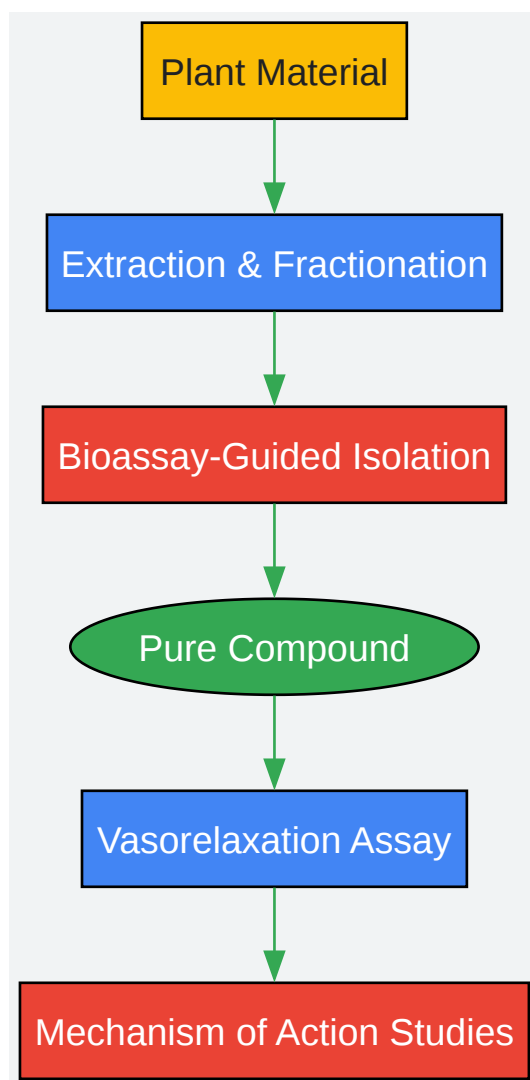 Plant Material
Extraction & Fractionation
Bioassay-Guided Isolation
Pure Compound
Vasorelaxation Assay
Mechanism of Action Studies